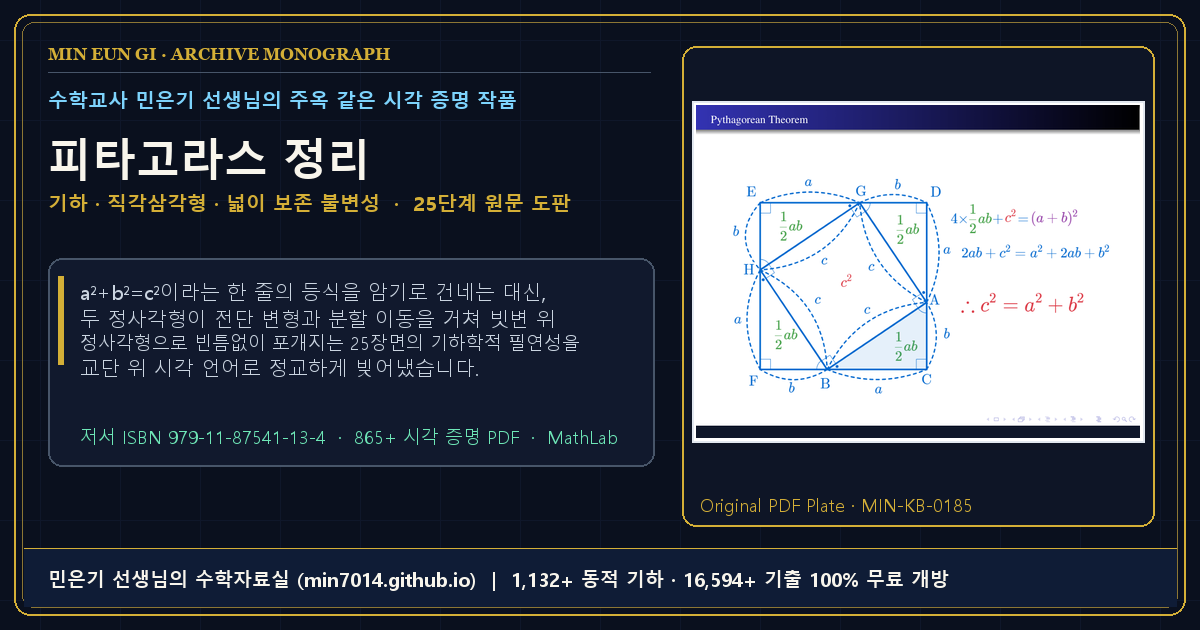 MIN EUN GI · ARCHIVE MONOGRAPH
수학교사 민은기 선생님의 주옥 같은 시각 증명 작품
피타고라스 정리
기하 · 직각삼각형 · 넓이 보존 불변성 · 25단계 원문 도판
a²+b²=c²이라는 한 줄의 등식을 암기로 건네는 대신,
두 정사각형이 전단 변형과 분할 이동을 거쳐 빗변 위
정사각형으로 빈틈없이 포개지는 25장면의 기하학적 필연성을
교단 위 시각 언어로 정교하게 빚어냈습니다.
저서 ISBN 979-11-87541-13-4 · 865+ 시각 증명 PDF · MathLab
Pythagorean Theorem
a
b
E
G
D
1/2 ab
1/2 ab
4×1/2 ab+c²=(a+b)²
b
c
c
a
2ab + c² = a² + 2ab + b²
H
c²
c
c
A
∴ c² = a² + b²
a
1/2 ab
1/2 ab
b
F
B
C
b
a
Original PDF Plate · MIN-KB-0185
민은기 선생님의 수학자료실 (min7014.github.io) | 1,132+ 동적 기하 · 16,594+ 기출 100% 무료 개방